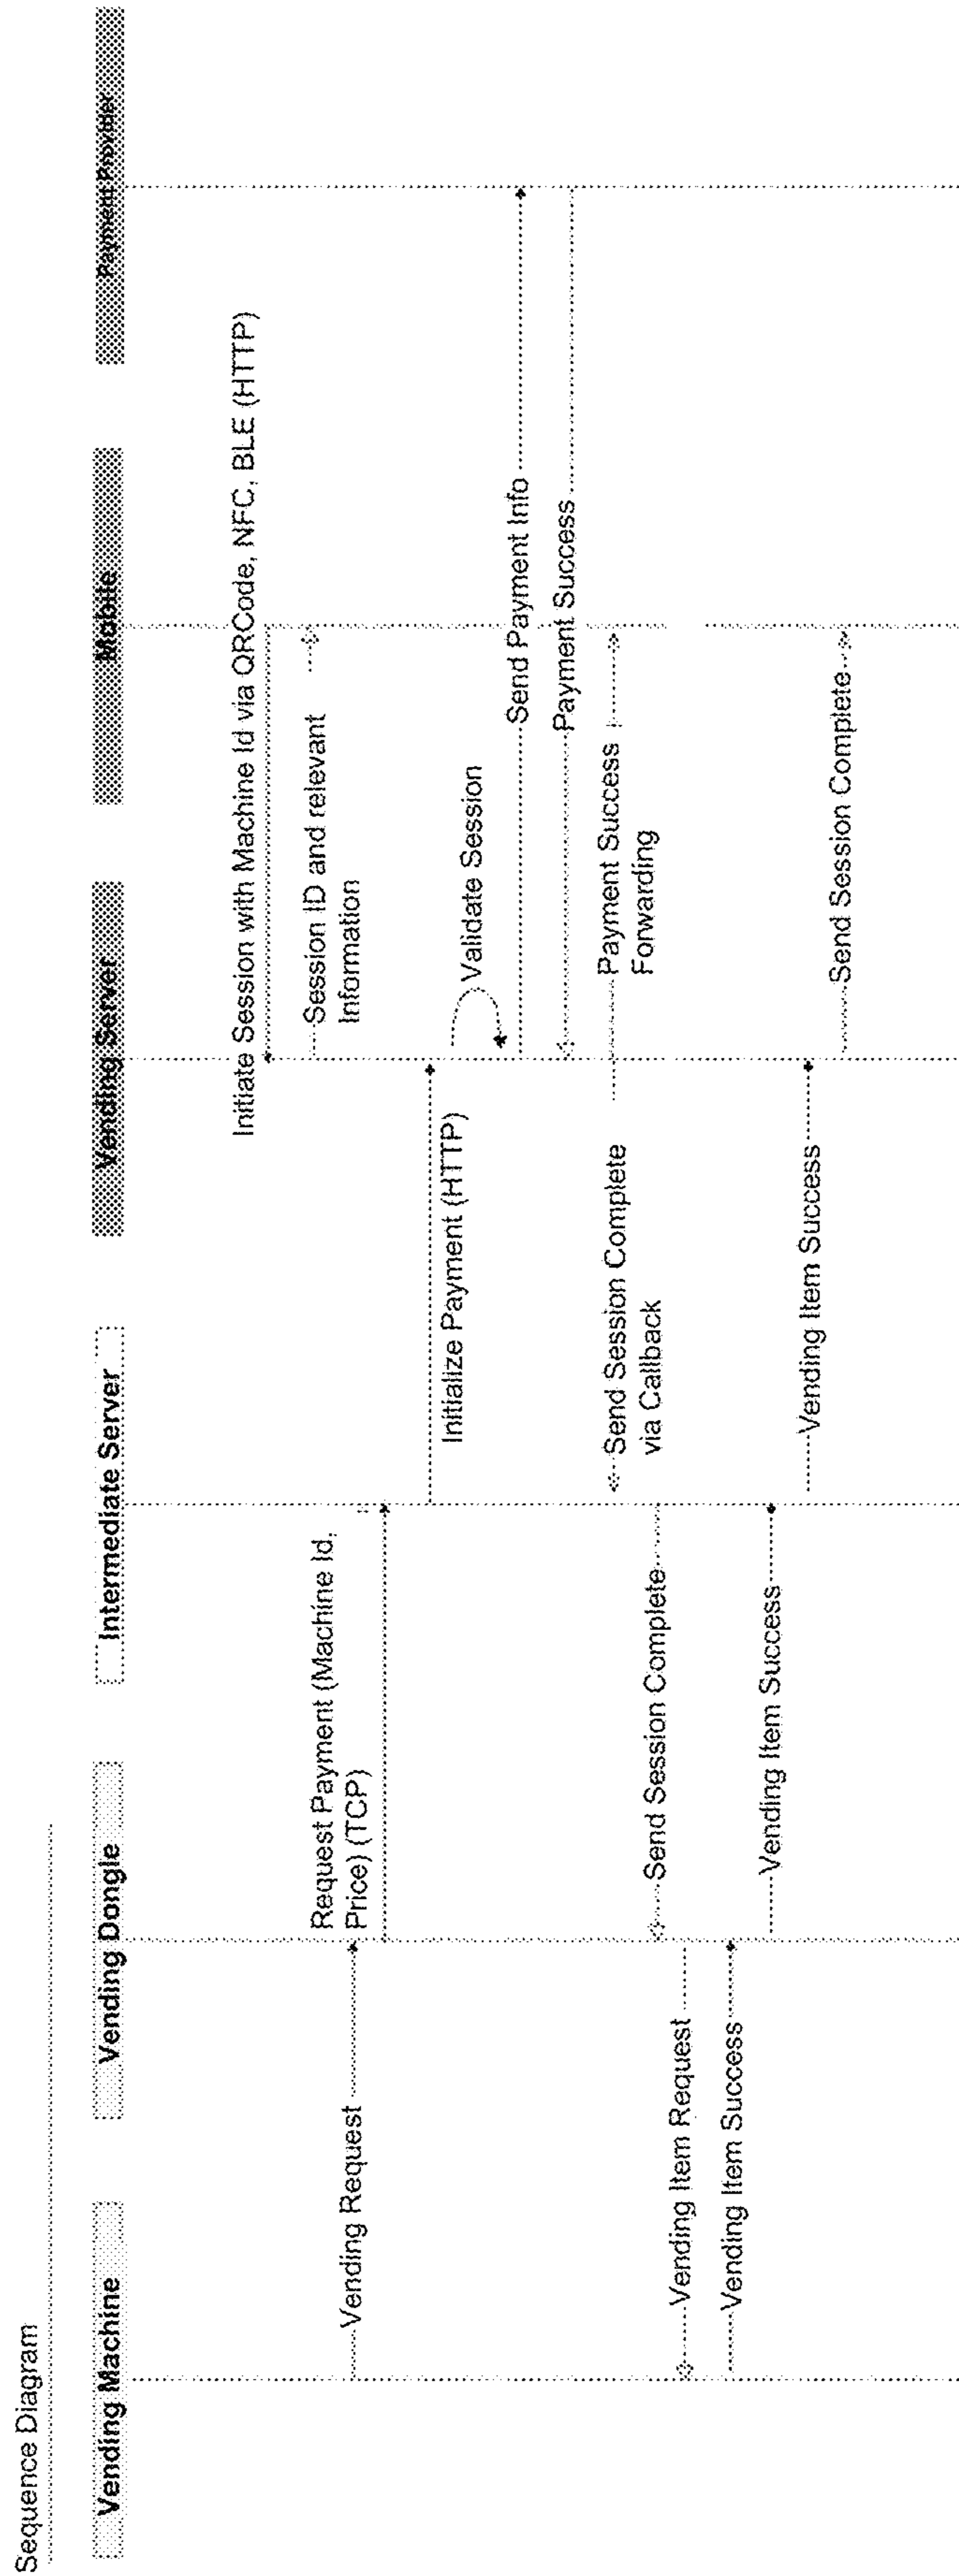 Sequence Diagram
Vending Machine
Vending Dongle
Intermediate Server
Vending Server
Mobile
Payment Provider
Initiate Session with Machine Id via QRCode, NFC, BLE (HTTP)
Session ID and relevant
Information
Vending Request
Request Payment (Machine Id,
Price) (TCP)
Initialize Payment (HTTP)
Validate Session
Send Payment Info
Payment Success
Payment Success
Forwarding
Send Session Complete
via Callback
Send Session Complete
Vending Item Request
Vending Item Success
Vending Item Success
Vending Item Success
Send Session Complete